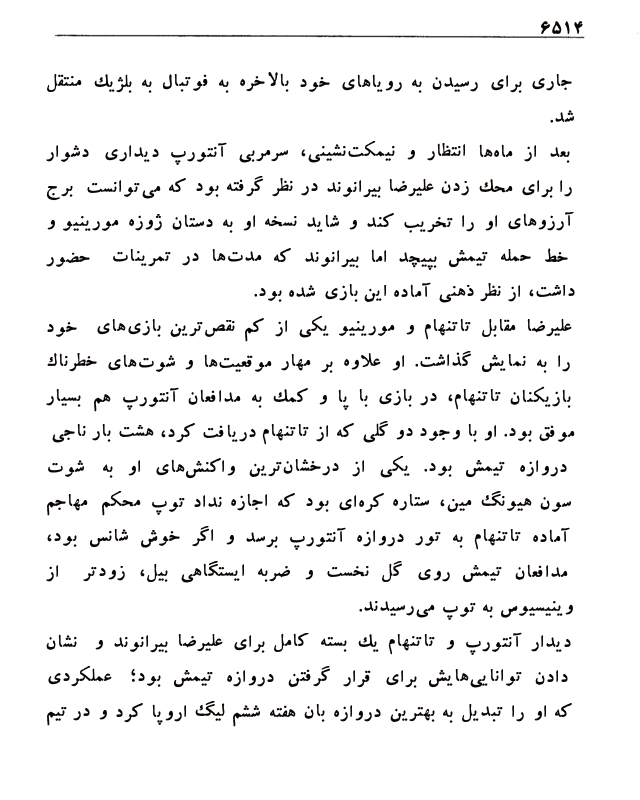 ۶۵۱۴
جاری برای رسیدن به رویاهای خود بالاخره به فوتبال به بلژیك منتقل
شد.
بعد از ماه‌ها انتظار و نیمکت‌نشینی، سرمربی آنتورپ دیداری دشوار
را برای محك زدن علیرضا بیرانوند در نظر گرفته بود که می‌توانست برج
آرزوهای او را تخریب کند و شاید نسخه او به دستان ژوزه مورینیو و
خط حمله تیمش بپیچد اما بیرانوند که مدت‌ها در تمرینات حضور
داشت، از نظر ذهنی آماده این بازی شده بود.
علیرضا مقابل تاتنهام و مورینیو یکی از کم نقص‌ترین بازی‌های خود
را به نمایش گذاشت. او علاوه بر مهار موقعیت‌ها و شوت‌های خطرناك
بازیکنان تاتنهام، در بازی با پا و کمك به مدافعان آنتورپ هم بسیار
موفق بود. او با وجود دو گلی که از تاتنهام دریافت کرد، هشت بار ناجی
دروازه تیمش بود. یکی از درخشان‌ترین واکنش‌های او به شوت
سون هیونگ مین، ستاره کره‌ای بود که اجازه نداد توپ محکم مهاجم
آماده تاتنهام به تور دروازه آنتورپ برسد و اگر خوش شانس بود،
مدافعان تیمش روی گل نخست و ضربه ایستگاهی بیل، زودتر از
وینیسیوس به توپ می‌رسیدند.
دیدار آنتورپ و تاتنهام یك بسته کامل برای علیرضا بیرانوند و نشان
دادن توانایی‌هایش برای قرار گرفتن دروازه تیمش بود؛ عملکردی
که او را تبدیل به بهترین دروازه بان هفته ششم لیگ اروپا کرد و در تیم